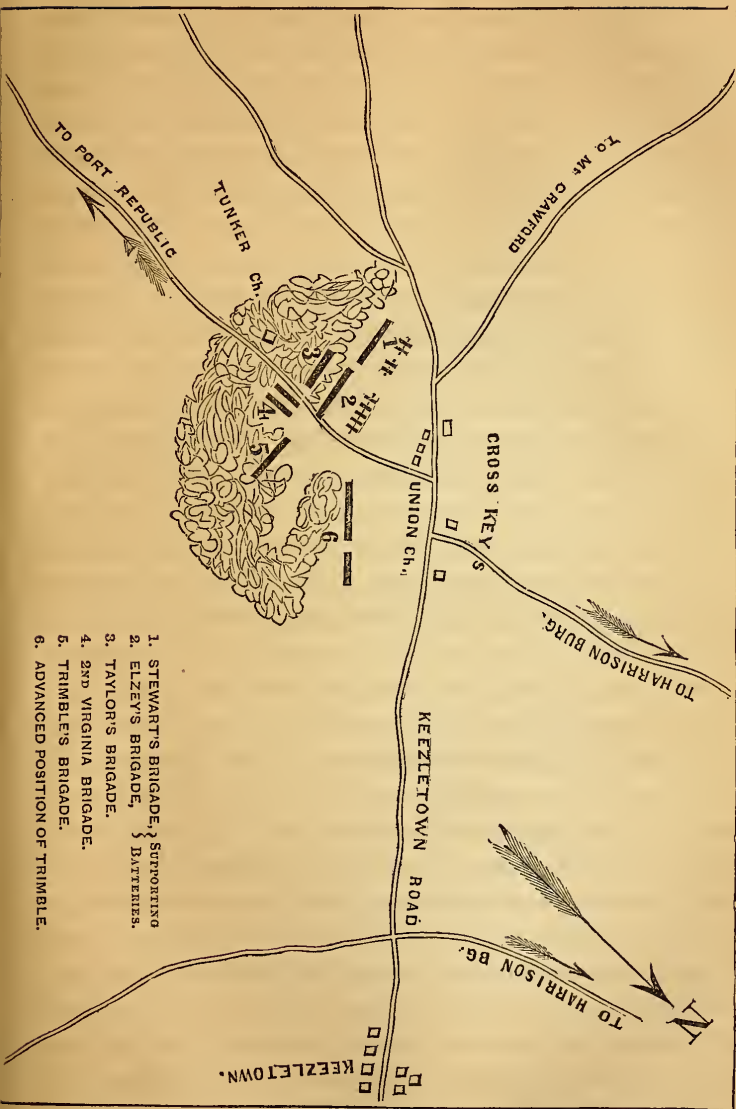 TO PORT REPUBLIC
TUNKER Ch.
TO Mt CRAWFORD
CROSS KEYS
UNION Ch.,
TO HARRISON BURG.
KEEZLETOWN ROAD
TO HARRISON BG.
KEEZLETOWN.
N
1
2
3
4
5
6
1. STEWART'S BRIGADE, } SUPPORTING
2. ELZEY'S BRIGADE, } BATTERIES.
3. TAYLOR'S BRIGADE.
4. 2ND VIRGINIA BRIGADE.
5. TRIMBLE'S BRIGADE.
6. ADVANCED POSITION OF TRIMBLE.